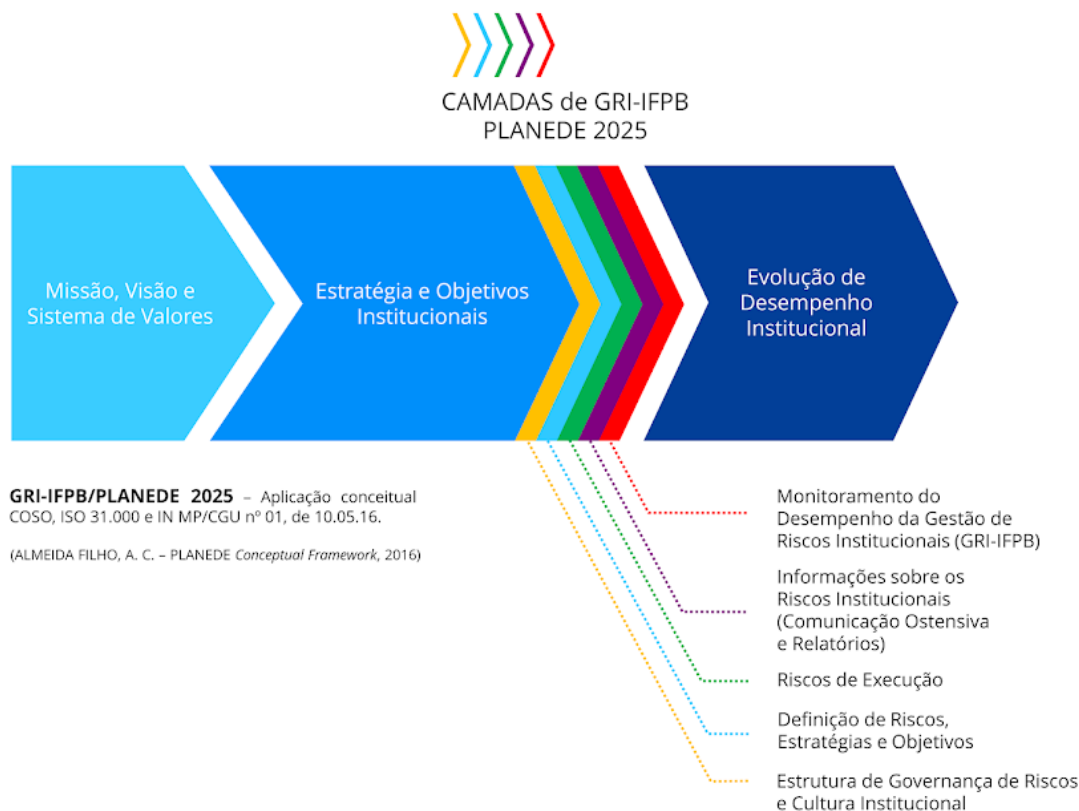 CAMADAS de GRI-IFPB
PLANEDE 2025
Missão, Visão e
Sistema de Valores
Estratégia e Objetivos
Institucionais
Evolução de
Desempenho
Institucional
GRI-IFPB/PLANEDE 2025 – Aplicação conceitual
COSO, ISO 31.000 e IN MP/CGU nº 01, de 10.05.16.
(ALMEIDA FILHO, A. C. – PLANEDE Conceptual Framework, 2016)
Monitoramento do
Desempenho da Gestão de
Riscos Institucionais (GRI-IFPB)
Informações sobre os
Riscos Institucionais
(Comunicação Ostensiva
e Relatórios)
Riscos de Execução
Definição de Riscos,
Estratégias e Objetivos
Estrutura de Governança de Riscos
e Cultura Institucional